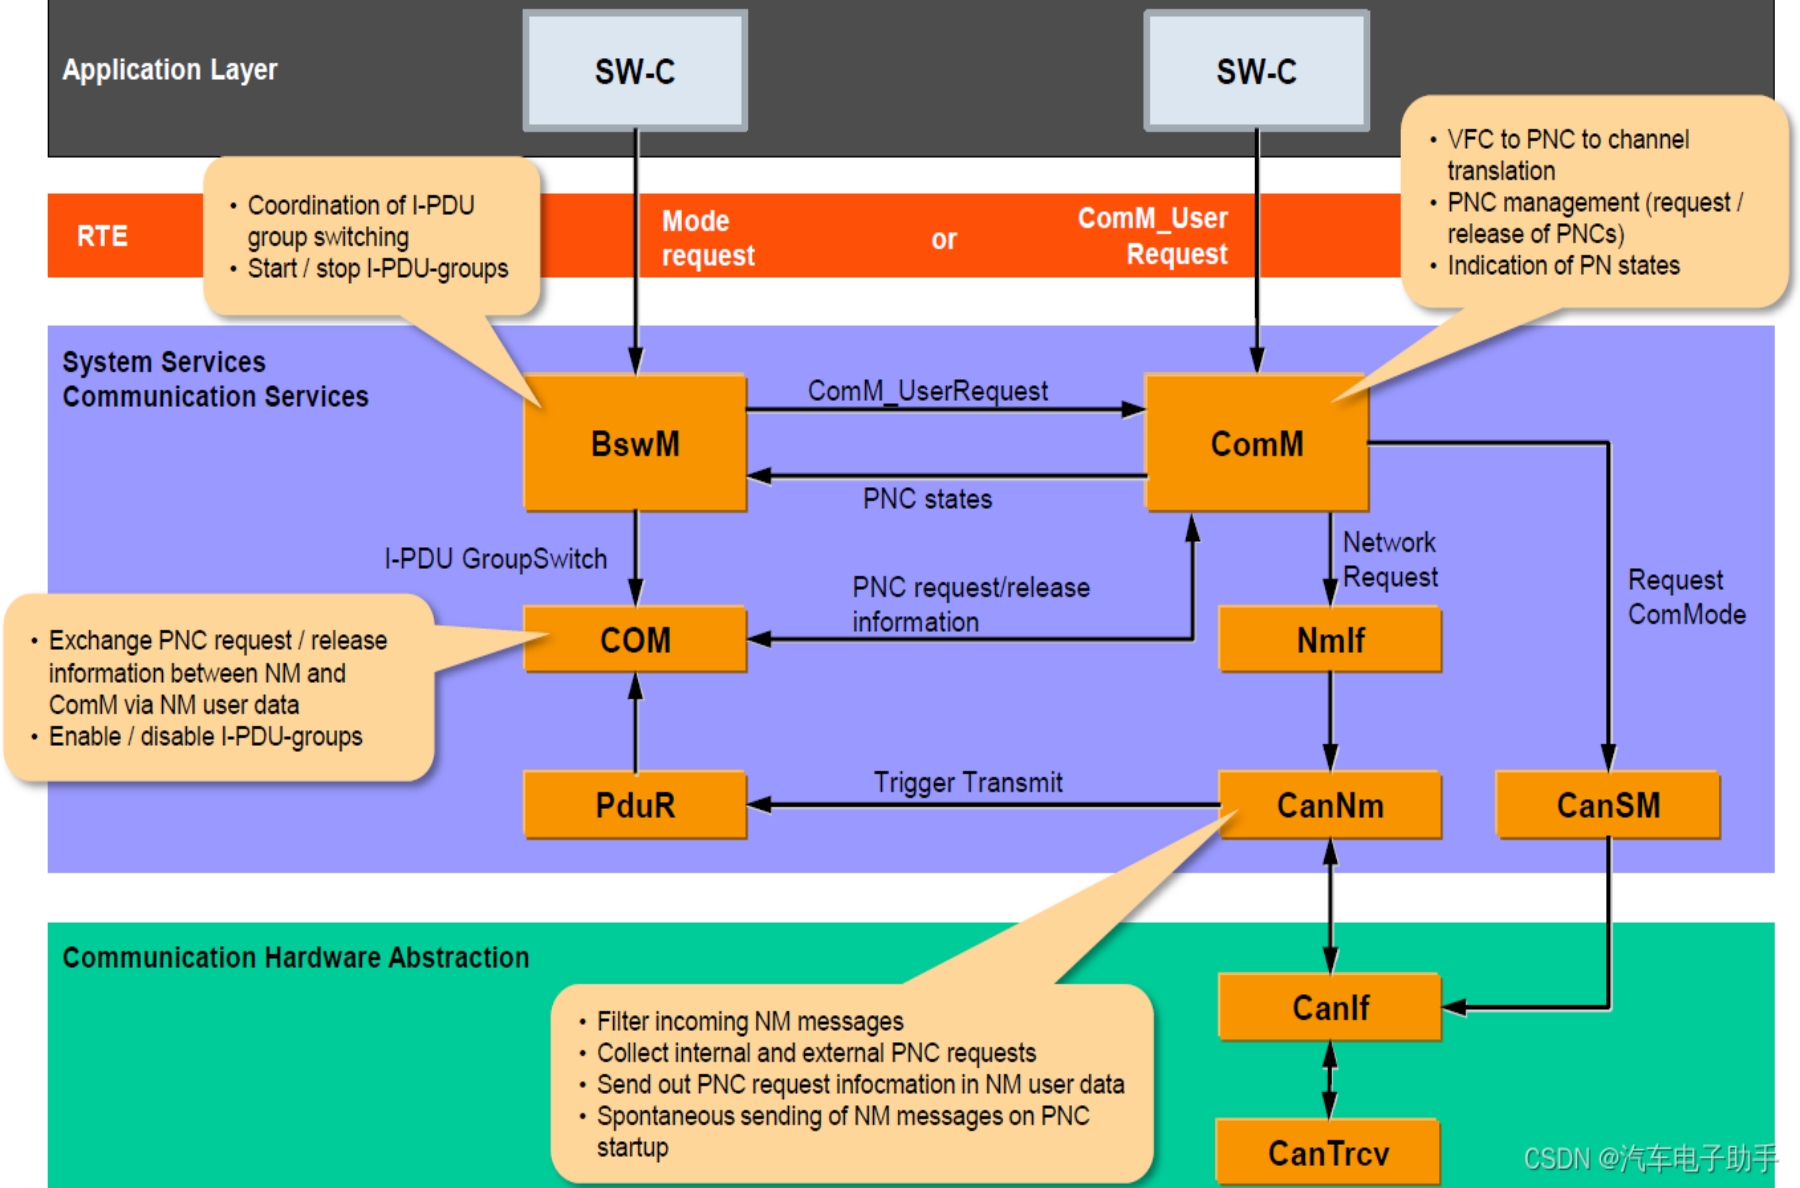 Application Layer
SW-C
SW-C
• VFC to PNC to channel
translation
• PNC management (request /
release of PNCs)
• Indication of PN states
• Coordination of I-PDU
group switching
• Start / stop I-PDU-groups
RTE
Mode
request
or
ComM_User
Request
System Services
Communication Services
BswM
ComM_UserRequest
ComM
PNC states
I-PDU GroupSwitch
PNC request/release
information
Network
Request
Request
ComMode
• Exchange PNC request / release
information between NM and
ComM via NM user data
• Enable / disable I-PDU-groups
COM
NmIf
PduR
Trigger Transmit
CanNm
CanSM
Communication Hardware Abstraction
• Filter incoming NM messages
• Collect internal and external PNC requests
• Send out PNC request infocmation in NM user data
• Spontaneous sending of NM messages on PNC
startup
CanIf
CanTrcv
CSDN @汽车电子助手